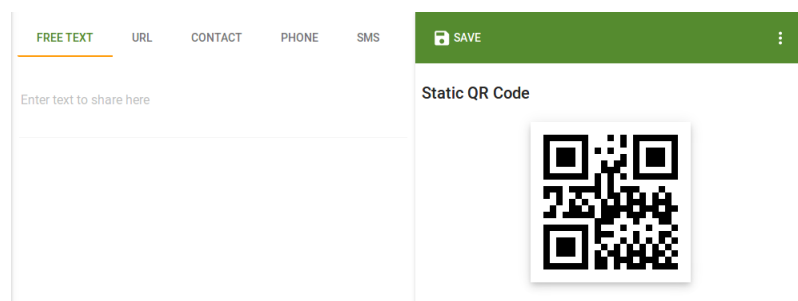 FREE TEXT URL CONTACT PHONE SMS
Enter text to share here
SAVE
Static QR Code